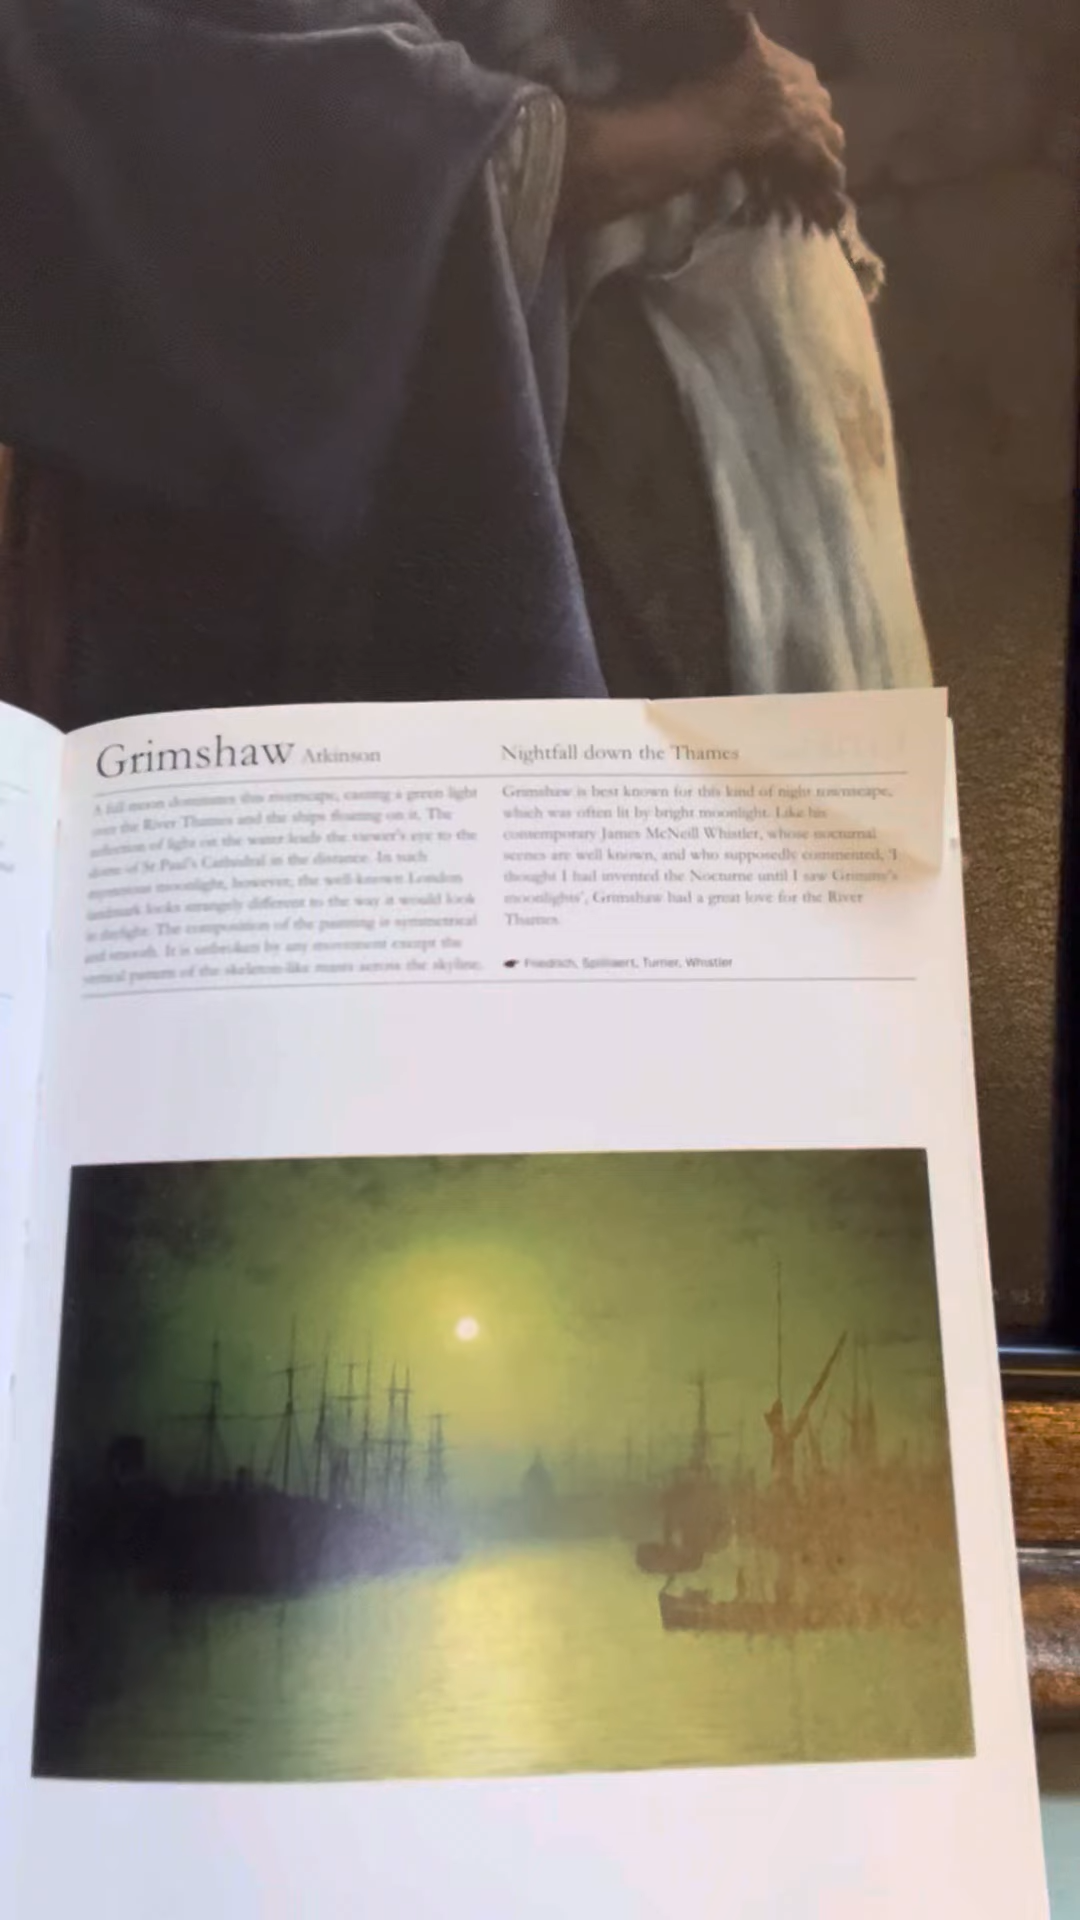 Grimshaw Atkinson
Nightfall down the Thames
A full moon dominates this riverscape, casting a green light
over the River Thames and the ships floating on it. The
reflection of light on the water leads the viewer's eye to the
dome of St Paul's Cathedral in the distance. In such
mysterious moonlight, however, the well-known London
landmark looks strangely different to the way it would look
in daylight. The composition of the painting is symmetrical
and smooth. It is unbroken by any movement except the
vertical pattern of the skeleton-like masts across the skyline.
Grimshaw is best known for this kind of night townscape,
which was often lit by bright moonlight. Like his
contemporary James McNeill Whistler, whose nocturnal
scenes are well known, and who supposedly commented, 'I
thought I had invented the Nocturne until I saw Grimmy's
moonlights', Grimshaw had a great love for the River
Thames.
☛ Friedrich, Spilliaert, Turner, Whistler